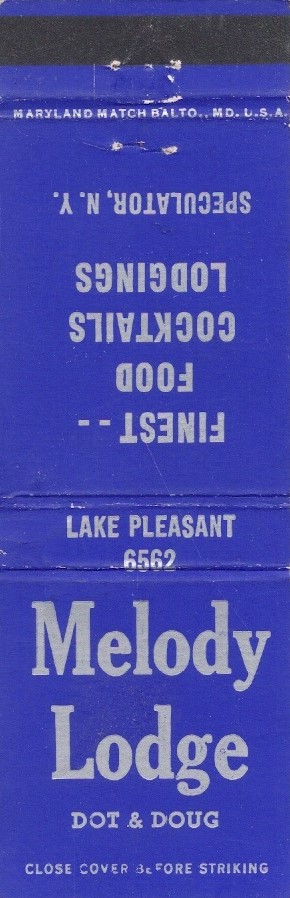 MARYLAND MATCH BALTO., MD. U.S.A.
FINEST --
FOOD
COCKTAILS
LODGINGS
SPECULATOR, N.Y.
LAKE PLEASANT
6562
Melody
Lodge
DOT & DOUG
CLOSE COVER BEFORE STRIKING